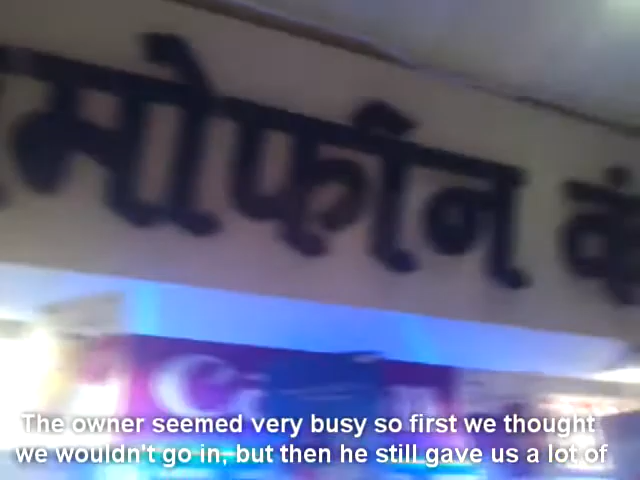 मोफोन कं
The owner seemed very busy so first we thought
we wouldn't go in, but then he still gave us a lot of